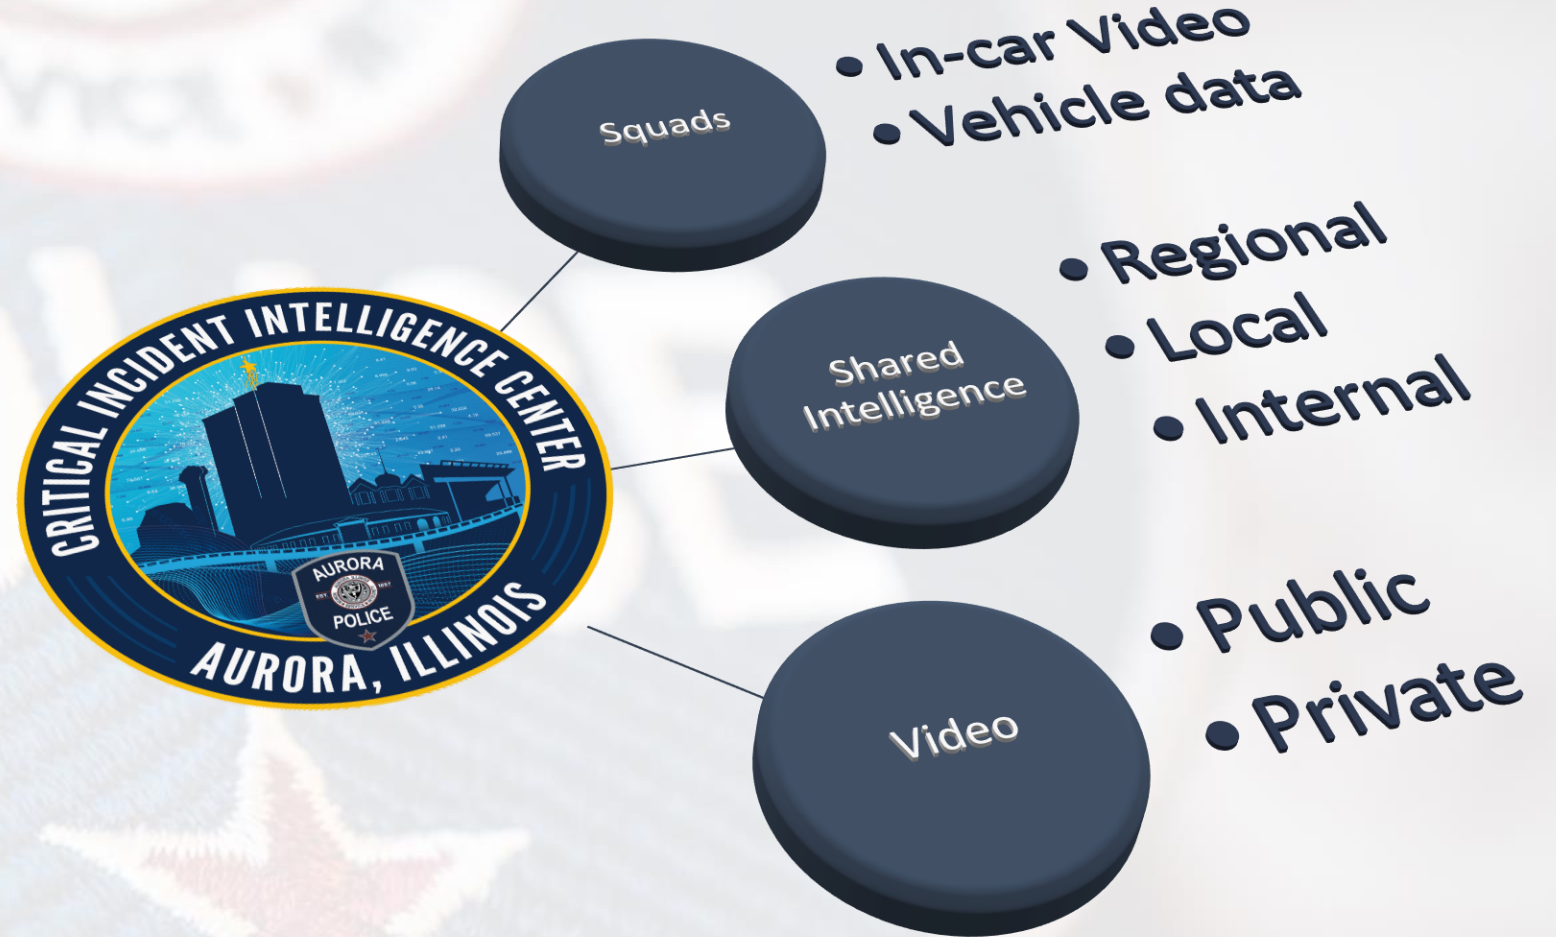 CRITICAL INCIDENT INTELLIGENCE CENTER
AURORA
POLICE
AURORA, ILLINOIS
Squads
• In-car Video
• Vehicle data
Shared
Intelligence
• Regional
• Local
• Internal
Video
• Public
• Private